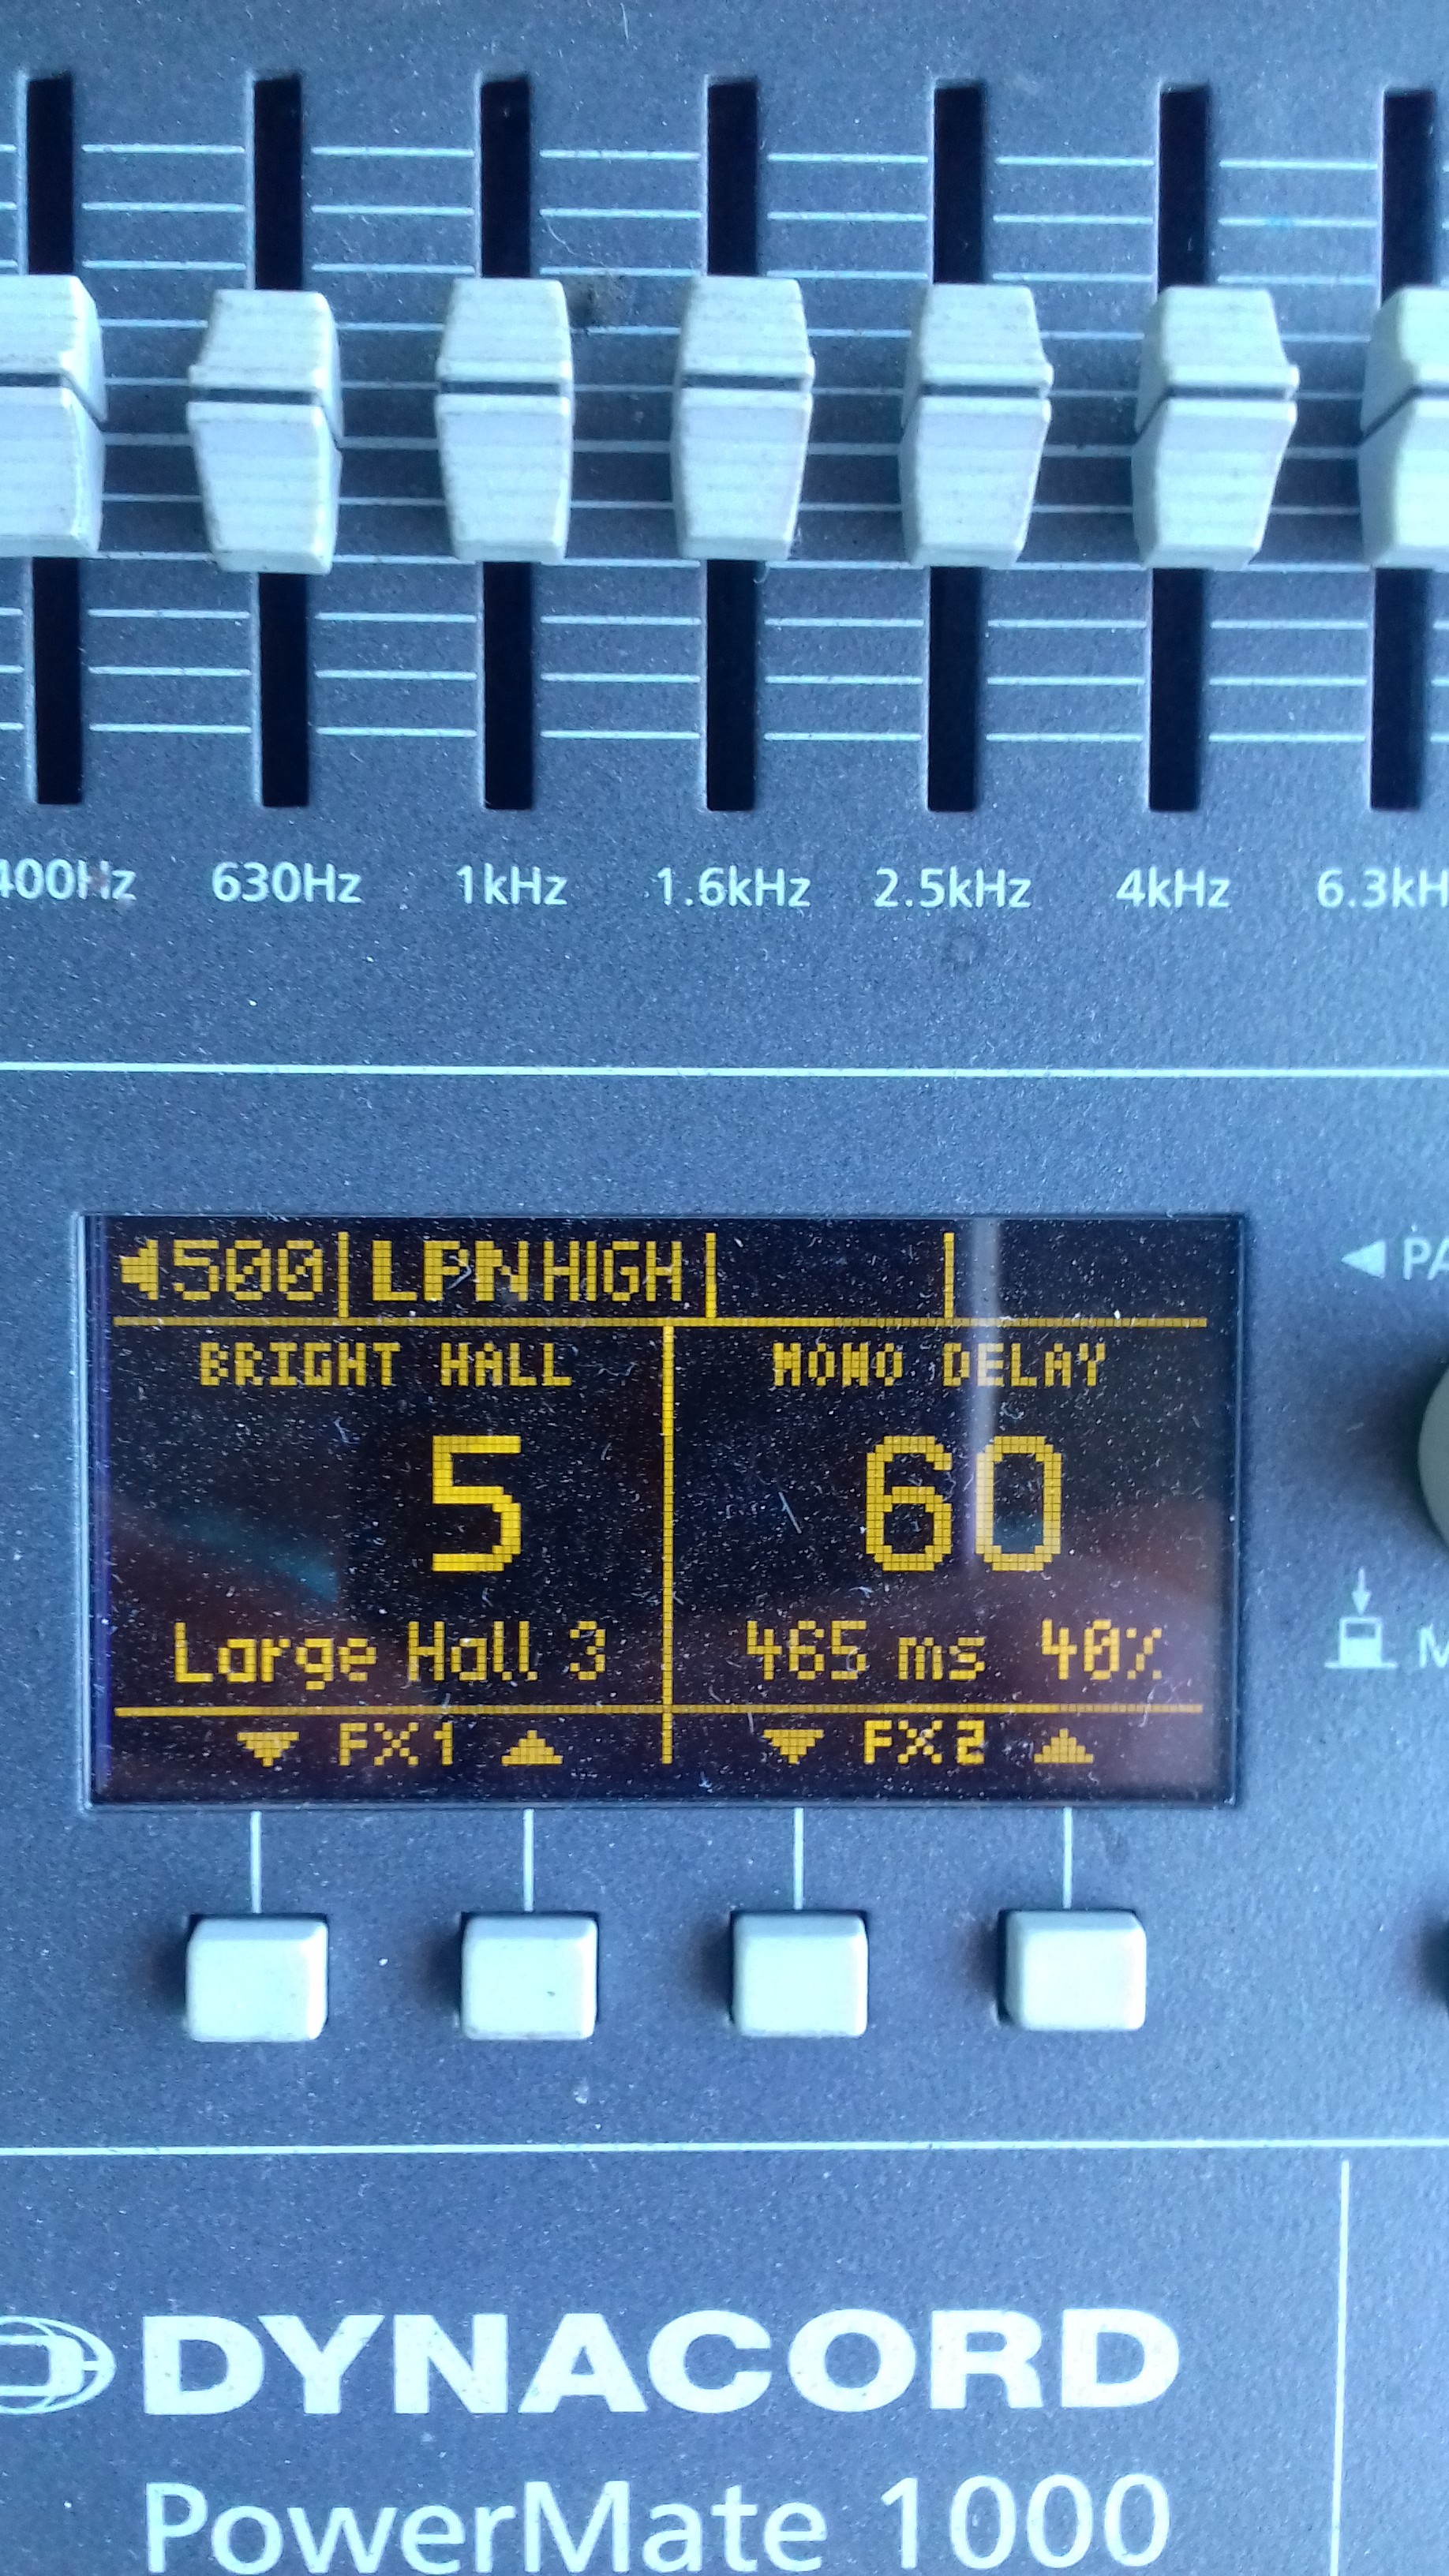 630Hz 1kHz 1.6kHz 2.5kHz 4kHz
500 LPN HIGH
BRIGHT HALL MONO DELAY
5 60
Large Hall 3 465 ms 40%
FX1 FX2
DYNACORD
PowerMate 1000